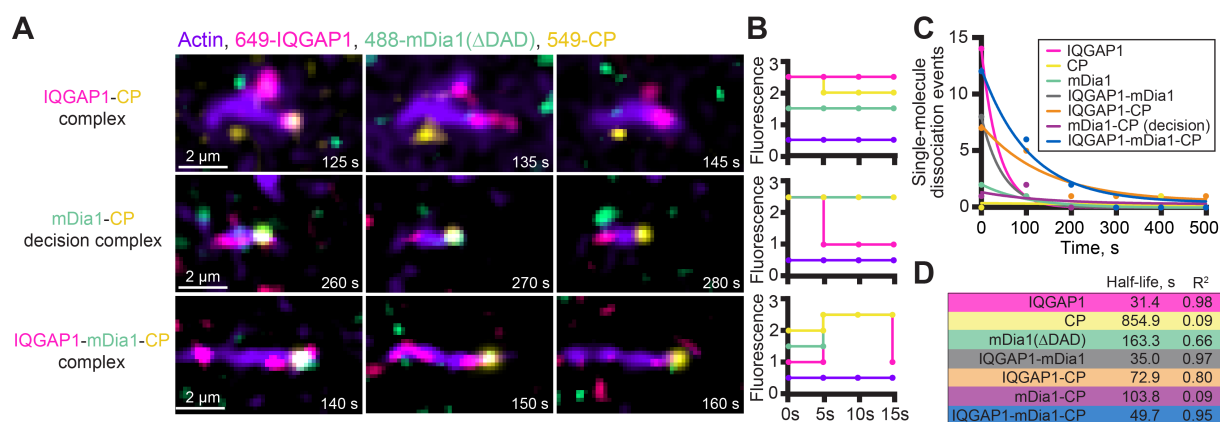 A
Actin, 649-IQGAP1, 488-mDia1(ΔDAD), 549-CP
IQGAP1-CP
complex
2 µm
125 s
135 s
145 s
mDia1-CP
decision complex
2 µm
260 s
270 s
280 s
IQGAP1-mDia1-CP
complex
2 µm
140 s
150 s
160 s
B
Fluorescence
3
2
1
0
Fluorescence
3
2
1
0
Fluorescence
3
2
1
0
0s 5s 10s 15s
C
Single-molecule
dissociation events
15
10
5
0
0 100 200 300 400 500
Time, s
IQGAP1
CP
mDia1
IQGAP1-mDia1
IQGAP1-CP
mDia1-CP (decision)
IQGAP1-mDia1-CP
D
Half-life, s R²
IQGAP1 31.4 0.98
CP 854.9 0.09
mDia1(ΔDAD) 163.3 0.66
IQGAP1-mDia1 35.0 0.97
IQGAP1-CP 72.9 0.80
mDia1-CP 103.8 0.09
IQGAP1-mDia1-CP 49.7 0.95